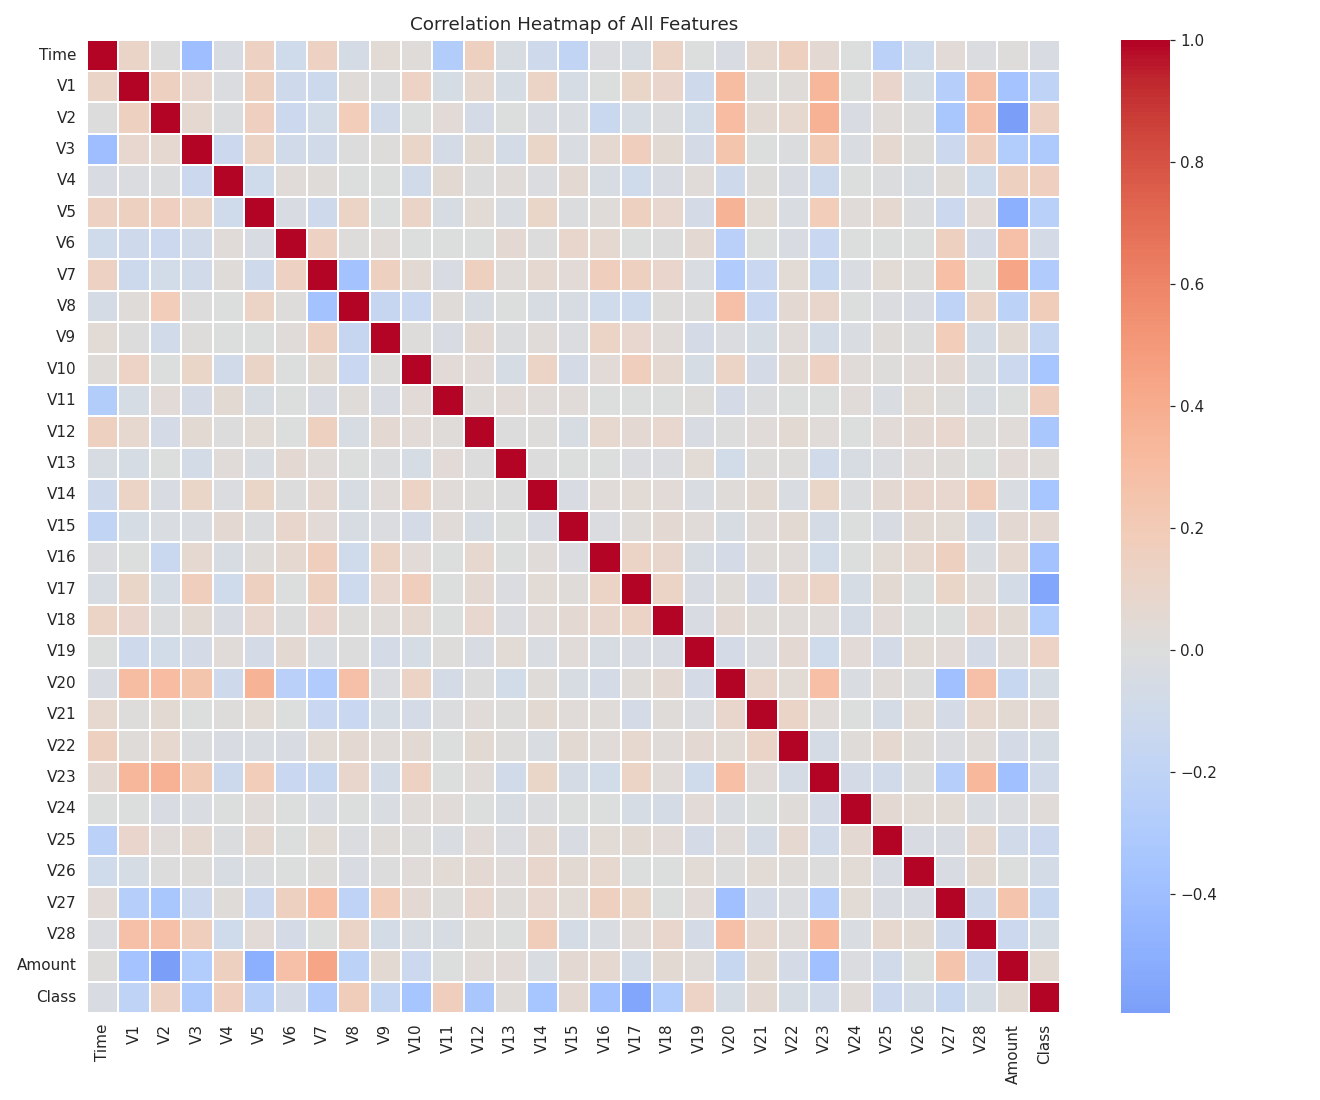 Correlation Heatmap of All Features
Time
V1
V2
V3
V4
V5
V6
V7
V8
V9
V10
V11
V12
V13
V14
V15
V16
V17
V18
V19
V20
V21
V22
V23
V24
V25
V26
V27
V28
Amount
Class
Time V1 V2 V3 V4 V5 V6 V7 V8 V9 V10 V11 V12 V13 V14 V15 V16 V17 V18 V19 V20 V21 V22 V23 V24 V25 V26 V27 V28 Amount Class
1.0
0.8
0.6
0.4
0.2
0.0
−0.2
−0.4